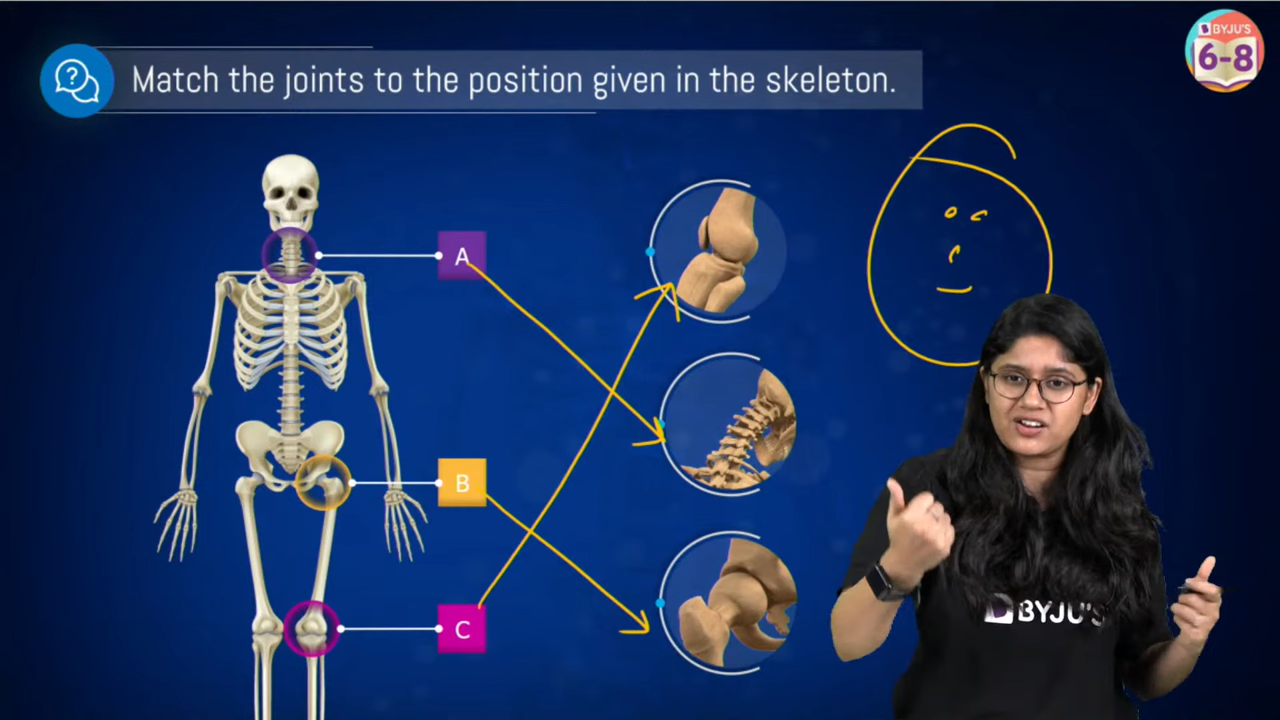 BYJU'S
6-8
Match the joints to the position given in the skeleton.
A
B
C
BYJU'S